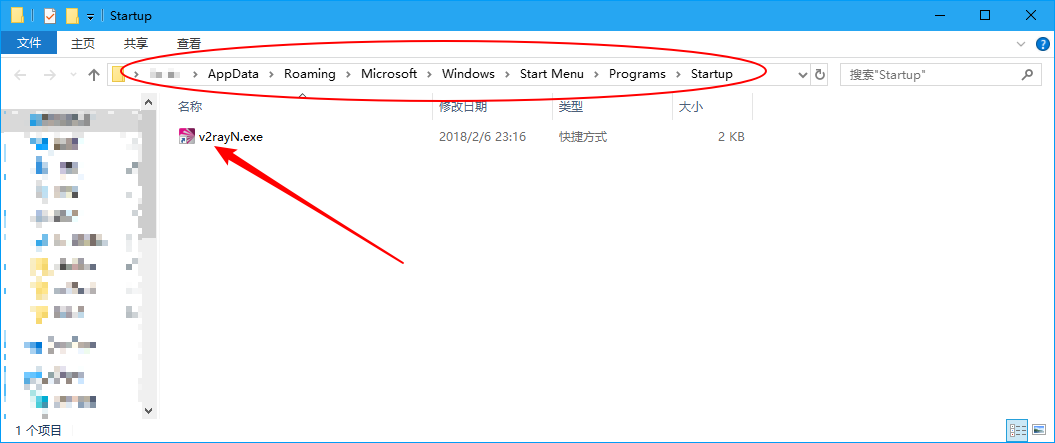 Startup
文件 主页 共享 查看
AppData Roaming Microsoft Windows Start Menu Programs Startup 搜索"Startup"
名称 修改日期 类型 大小
v2rayN.exe 2018/2/6 23:16 快捷方式 2 KB
1 个项目